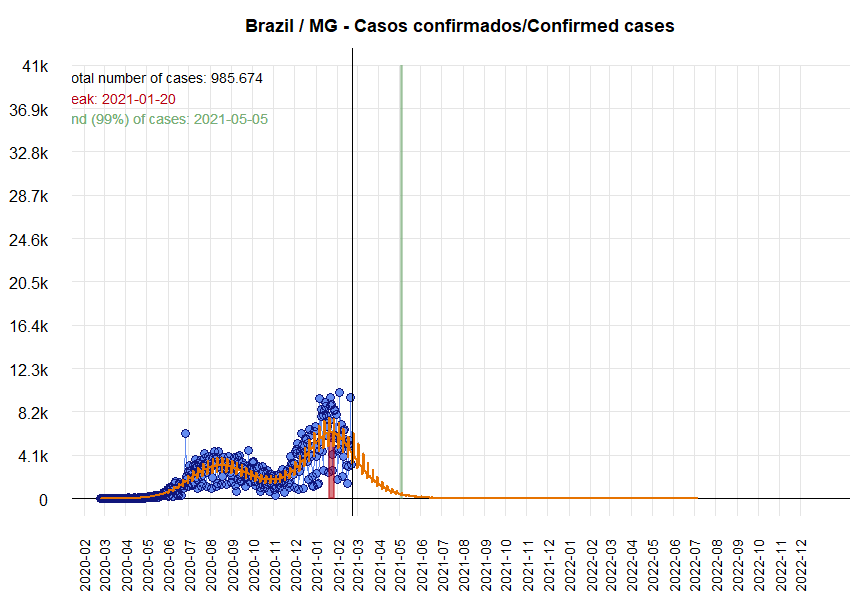 Brazil / MG - Casos confirmados/Confirmed cases
41k
otal number of cases: 985.674
eak: 2021-01-20
nd (99%) of cases: 2021-05-05
36.9k
32.8k
28.7k
24.6k
20.5k
16.4k
12.3k
8.2k
4.1k
0
2020-02
2020-03
2020-04
2020-05
2020-06
2020-07
2020-08
2020-09
2020-10
2020-11
2020-12
2021-01
2021-02
2021-03
2021-04
2021-05
2021-06
2021-07
2021-08
2021-09
2021-10
2021-11
2021-12
2022-01
2022-02
2022-03
2022-04
2022-05
2022-06
2022-07
2022-08
2022-09
2022-10
2022-11
2022-12